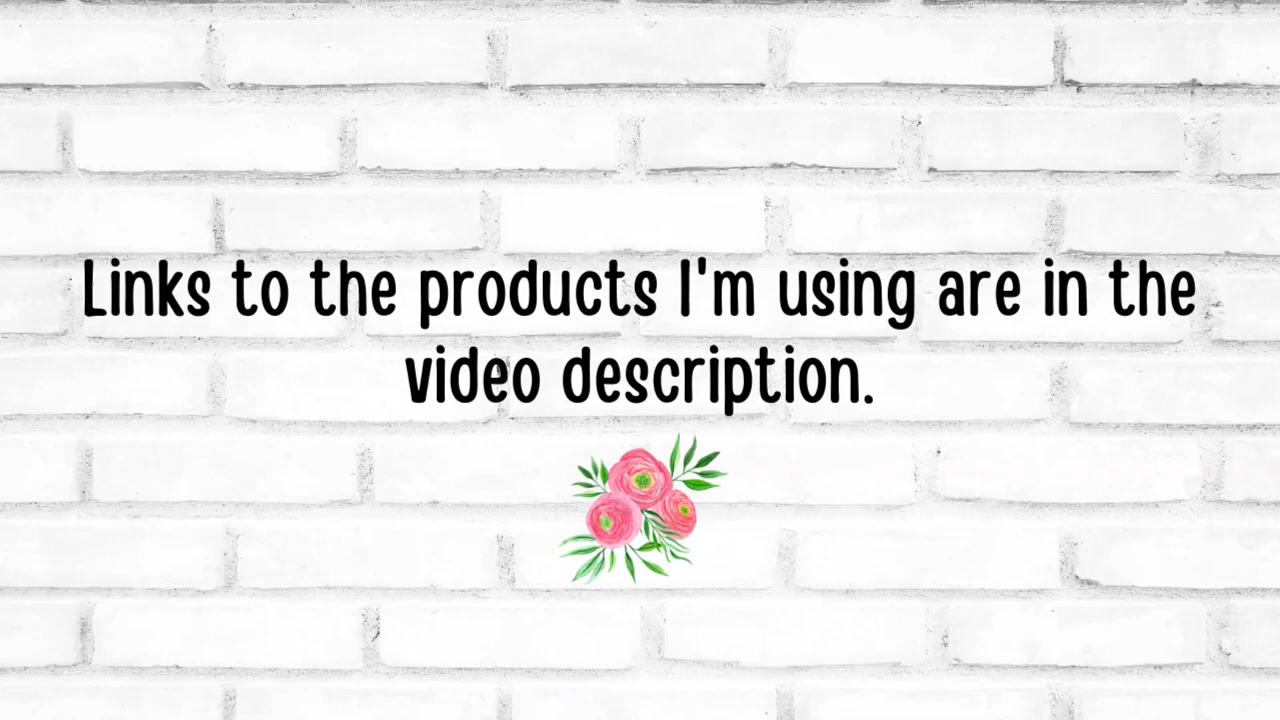 Links to the products I'm using are in the
video description.